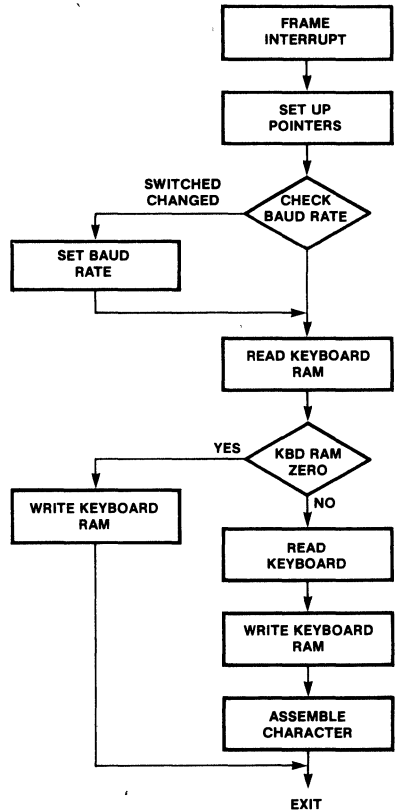 FRAME
INTERRUPT
SET UP
POINTERS
SWITCHED
CHANGED
CHECK
BAUD RATE
SET BAUD
RATE
READ KEYBOARD
RAM
YES
KBD RAM
ZERO
NO
WRITE KEYBOARD
RAM
READ
KEYBOARD
WRITE KEYBOARD
RAM
ASSEMBLE
CHARACTER
EXIT